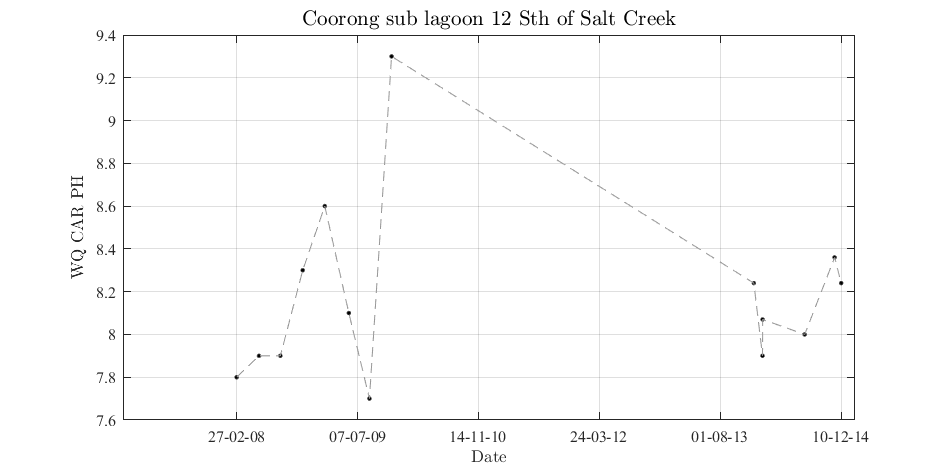 Coorong sub lagoon 12 Sth of Salt Creek
9.4
9.2
9
8.8
8.6
8.4
8.2
8
7.8
7.6
WQ CAR PH
27-02-08 07-07-09 14-11-10 24-03-12 01-08-13 10-12-14
Date